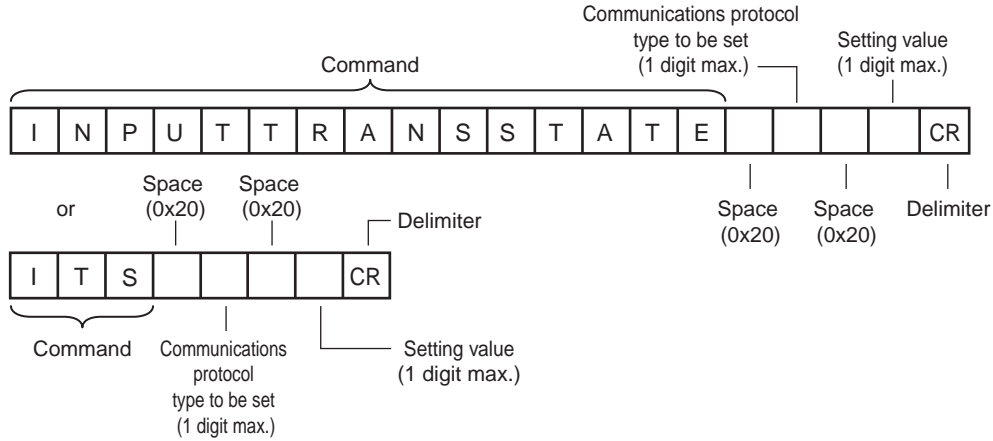 Communications protocol
type to be set
(1 digit max.)
Setting value
(1 digit max.)
Command
I N P U T T R A N S S T A T E CR
Space
(0x20)
Space
(0x20)
Delimiter
or
Space
(0x20)
Space
(0x20)
Delimiter
I T S CR
Command
Communications
protocol
type to be set
(1 digit max.)
Setting value
(1 digit max.)